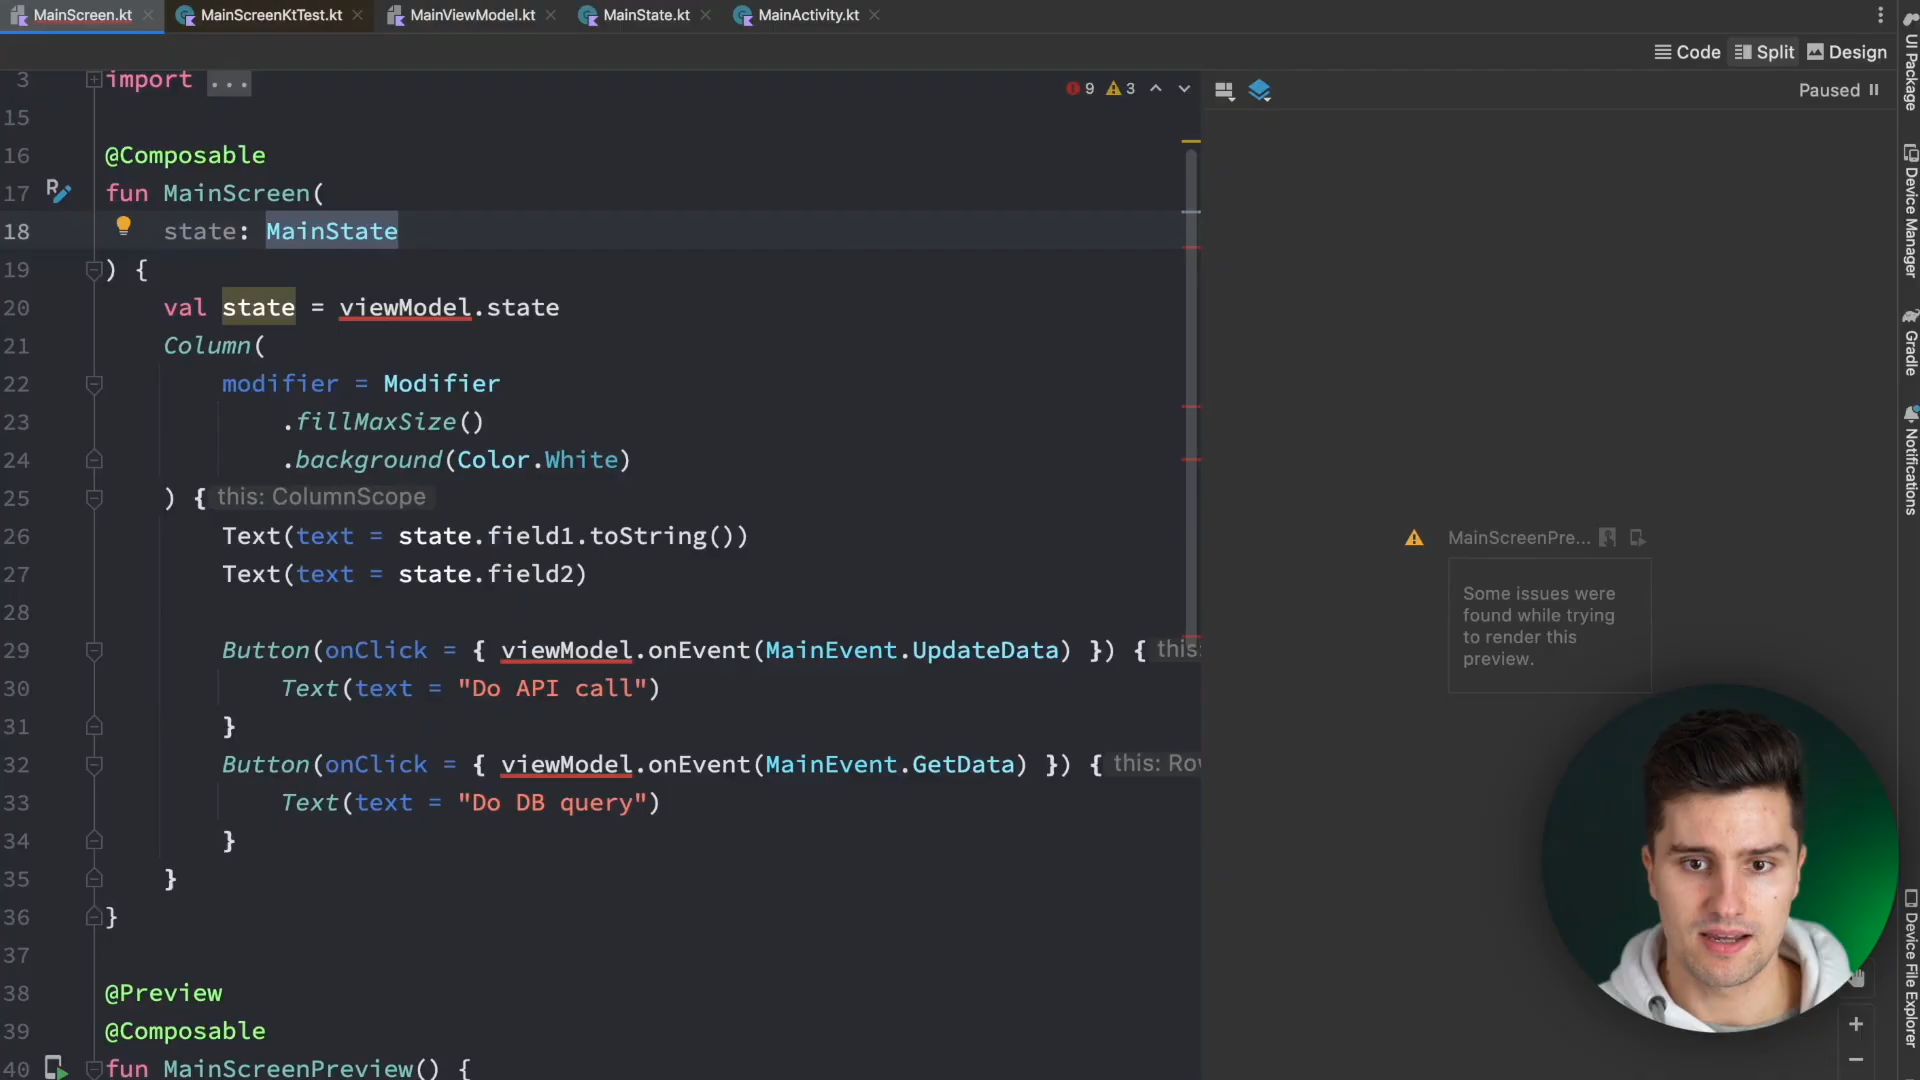 MainScreen.kt MainScreenKtTest.kt MainViewModel.kt MainState.kt MainActivity.kt
Code Split Design
3 import ...
9 3
Paused
15
16 @Composable
17 fun MainScreen(
18 state: MainState
19 ) {
20 val state = viewModel.state
21 Column(
22 modifier = Modifier
23 .fillMaxSize()
24 .background(Color.White)
25 ) { this: ColumnScope
26 Text(text = state.field1.toString())
27 Text(text = state.field2)
28
29 Button(onClick = { viewModel.onEvent(MainEvent.UpdateData) }) { this:
30 Text(text = "Do API call")
31 }
32 Button(onClick = { viewModel.onEvent(MainEvent.GetData) }) { this: Row
33 Text(text = "Do DB query")
34 }
35 }
36 }
37
38 @Preview
39 @Composable
40 fun MainScreenPreview() {
MainScreenPre...
Some issues were
found while trying
to render this
preview.
UI Package
Device Manager
Gradle
Notifications
Device File Explorer